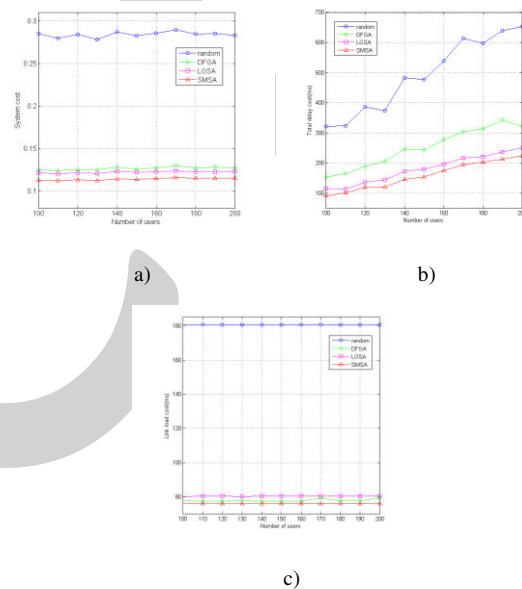 0.3
0.25
0.2
0.15
0.1
System cost
random
DFGA
LGSA
SMSA
100 120 140 160 180 200
Number of users
a)
700
600
500
400
300
200
100
Total delay cost(ms)
random
DFGA
LGSA
SMSA
100 120 140 160 180 200
Number of users
b)
180
160
140
120
100
80
Link load cost(ms)
random
DFGA
LGSA
SMSA
100 110 120 130 140 150 160 170 180 190 200
Number of users
c)